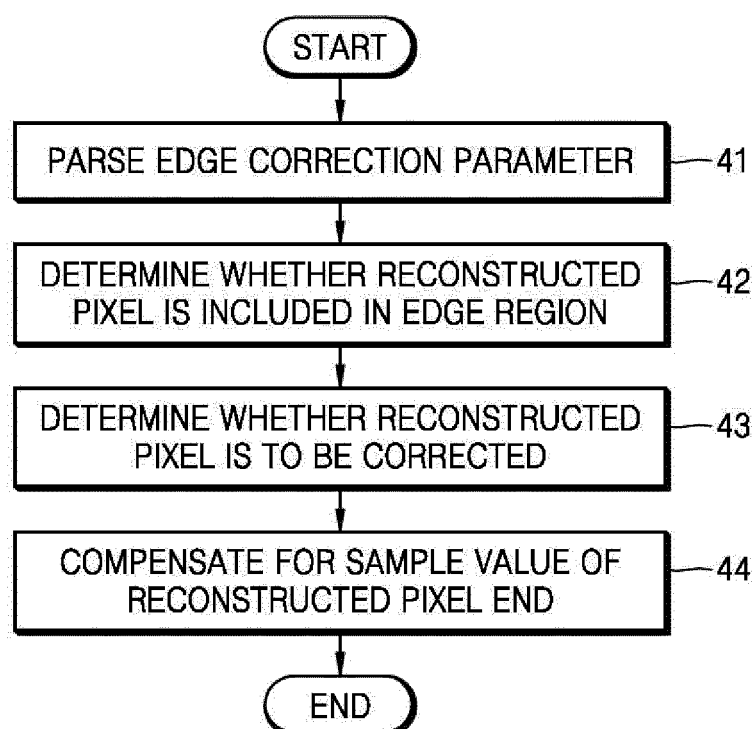 START
PARSE EDGE CORRECTION PARAMETER
41
DETERMINE WHETHER RECONSTRUCTED
PIXEL IS INCLUDED IN EDGE REGION
42
DETERMINE WHETHER RECONSTRUCTED
PIXEL IS TO BE CORRECTED
43
COMPENSATE FOR SAMPLE VALUE OF
RECONSTRUCTED PIXEL END
44
END